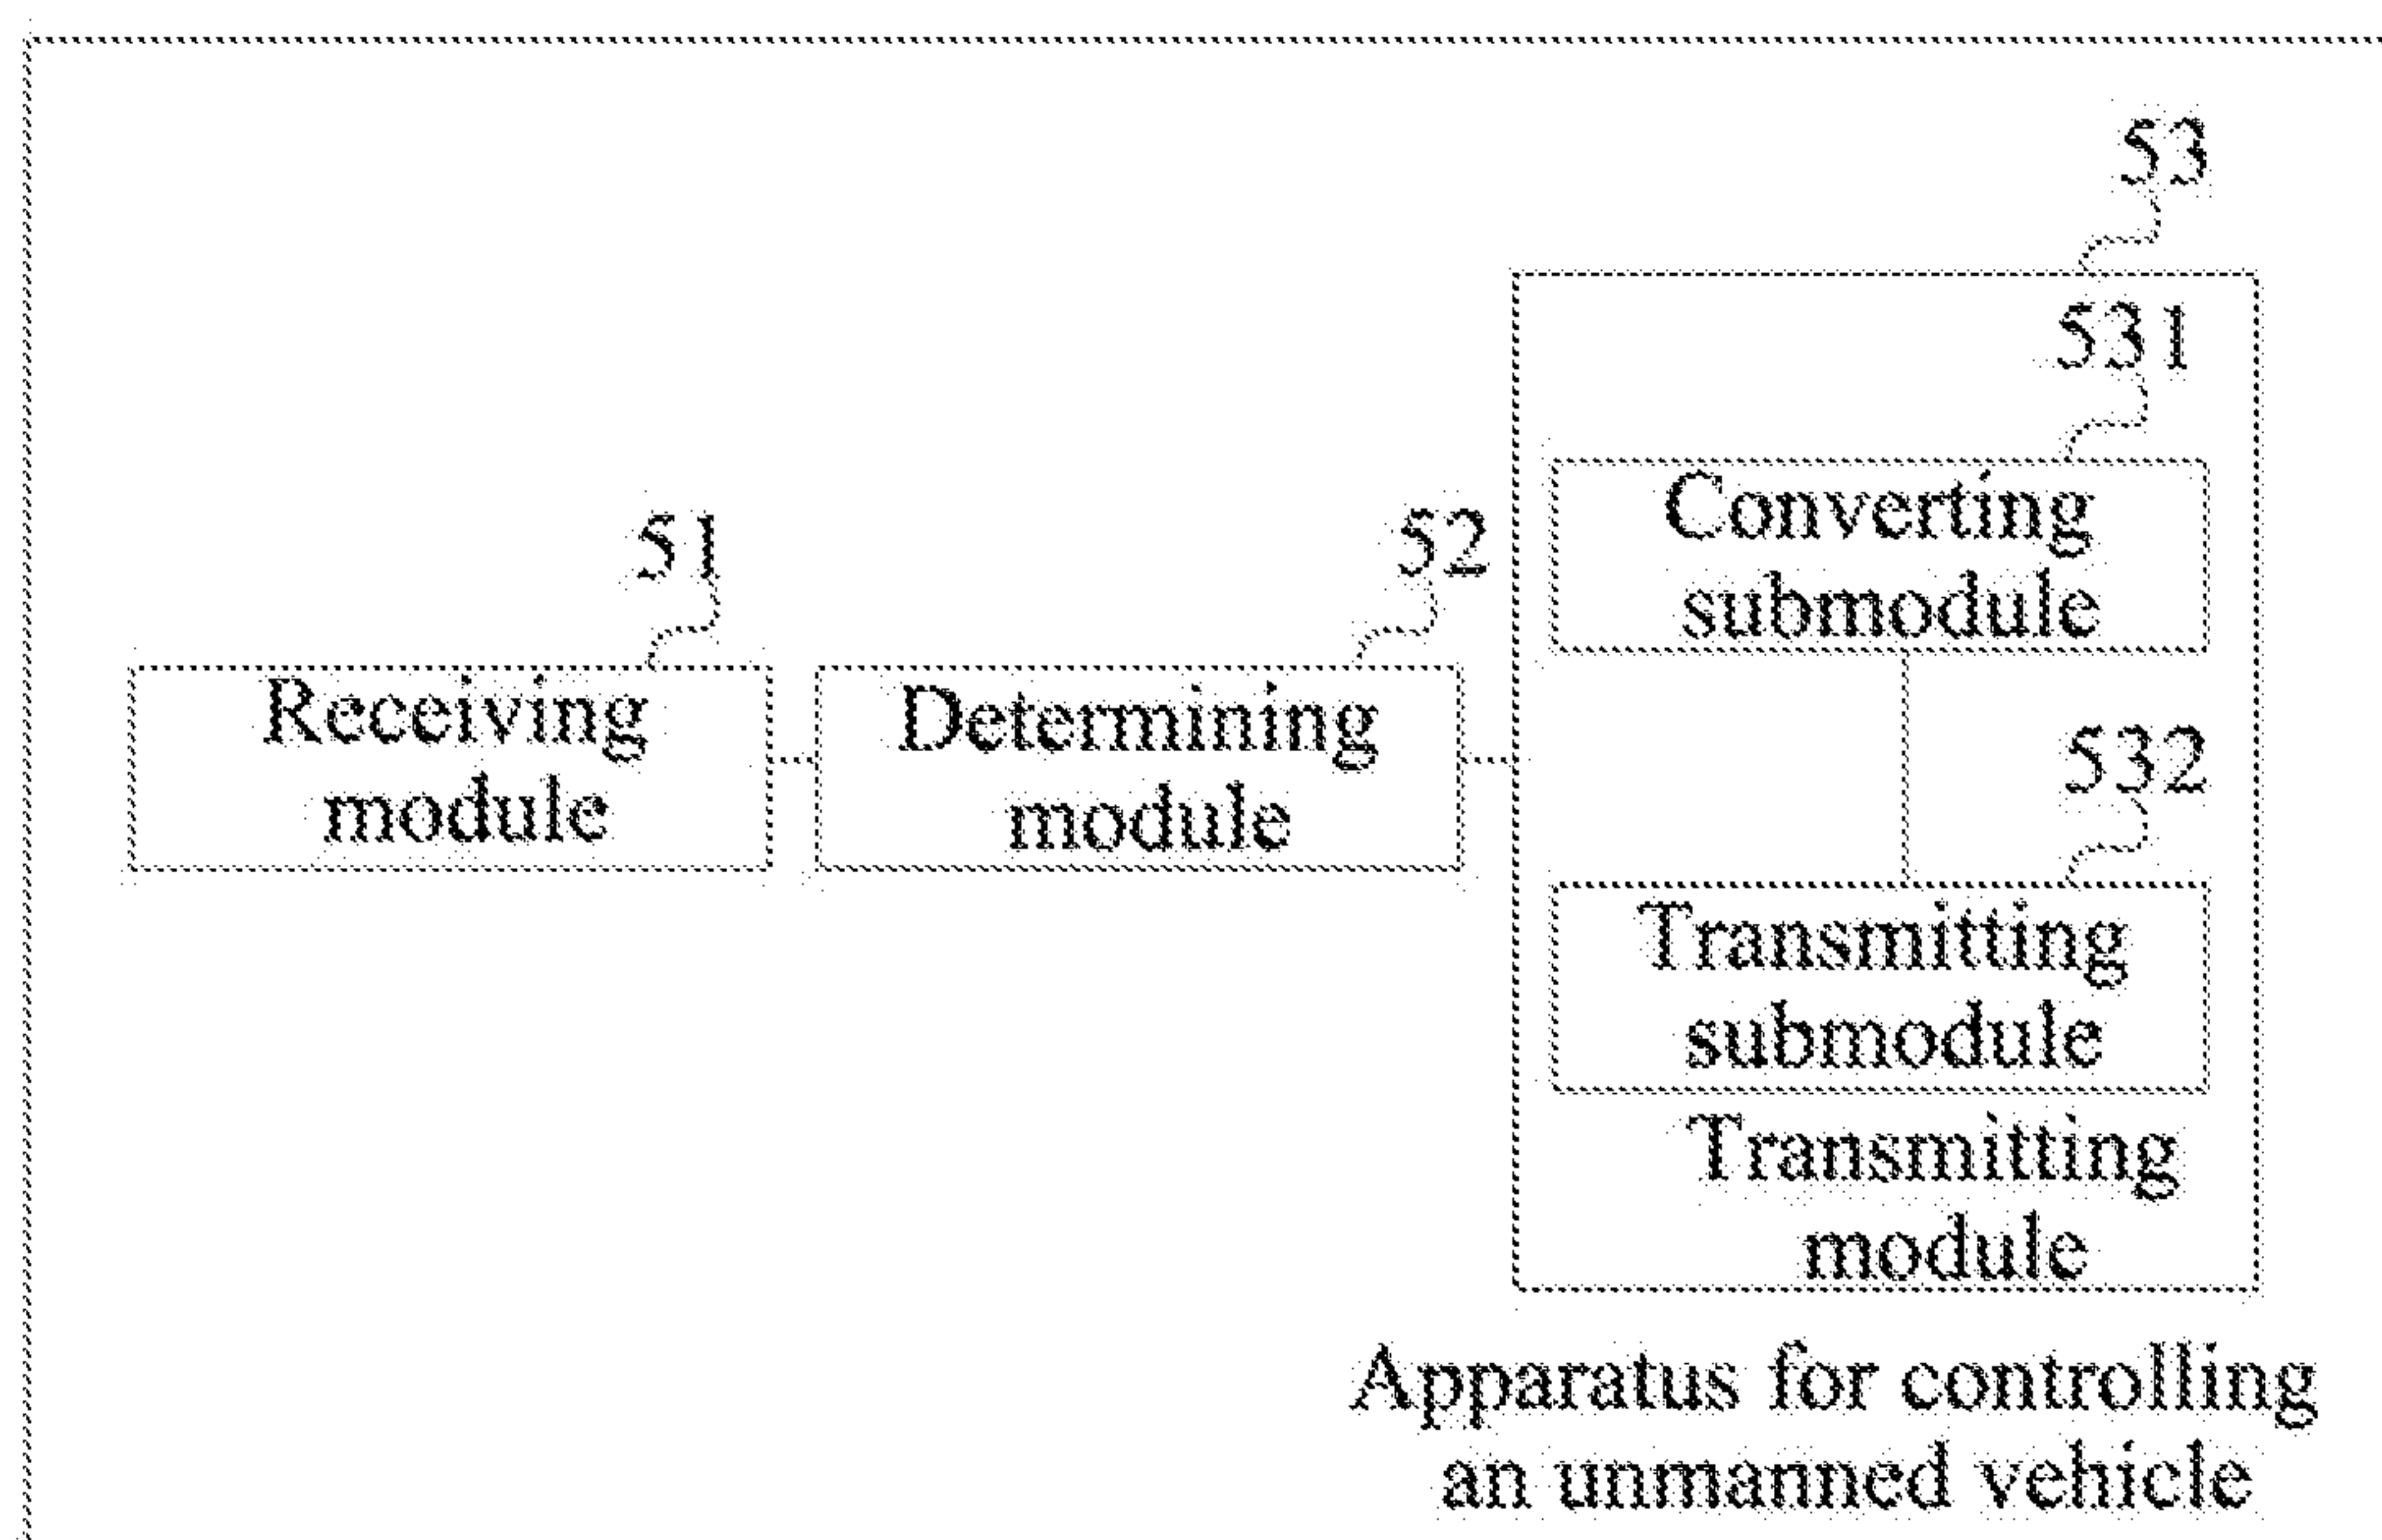 53
531
Converting
submodule
51
52
Receiving
module
Determining
module
532
Transmitting
submodule
Transmitting
module
Apparatus for controlling
an unmanned vehicle